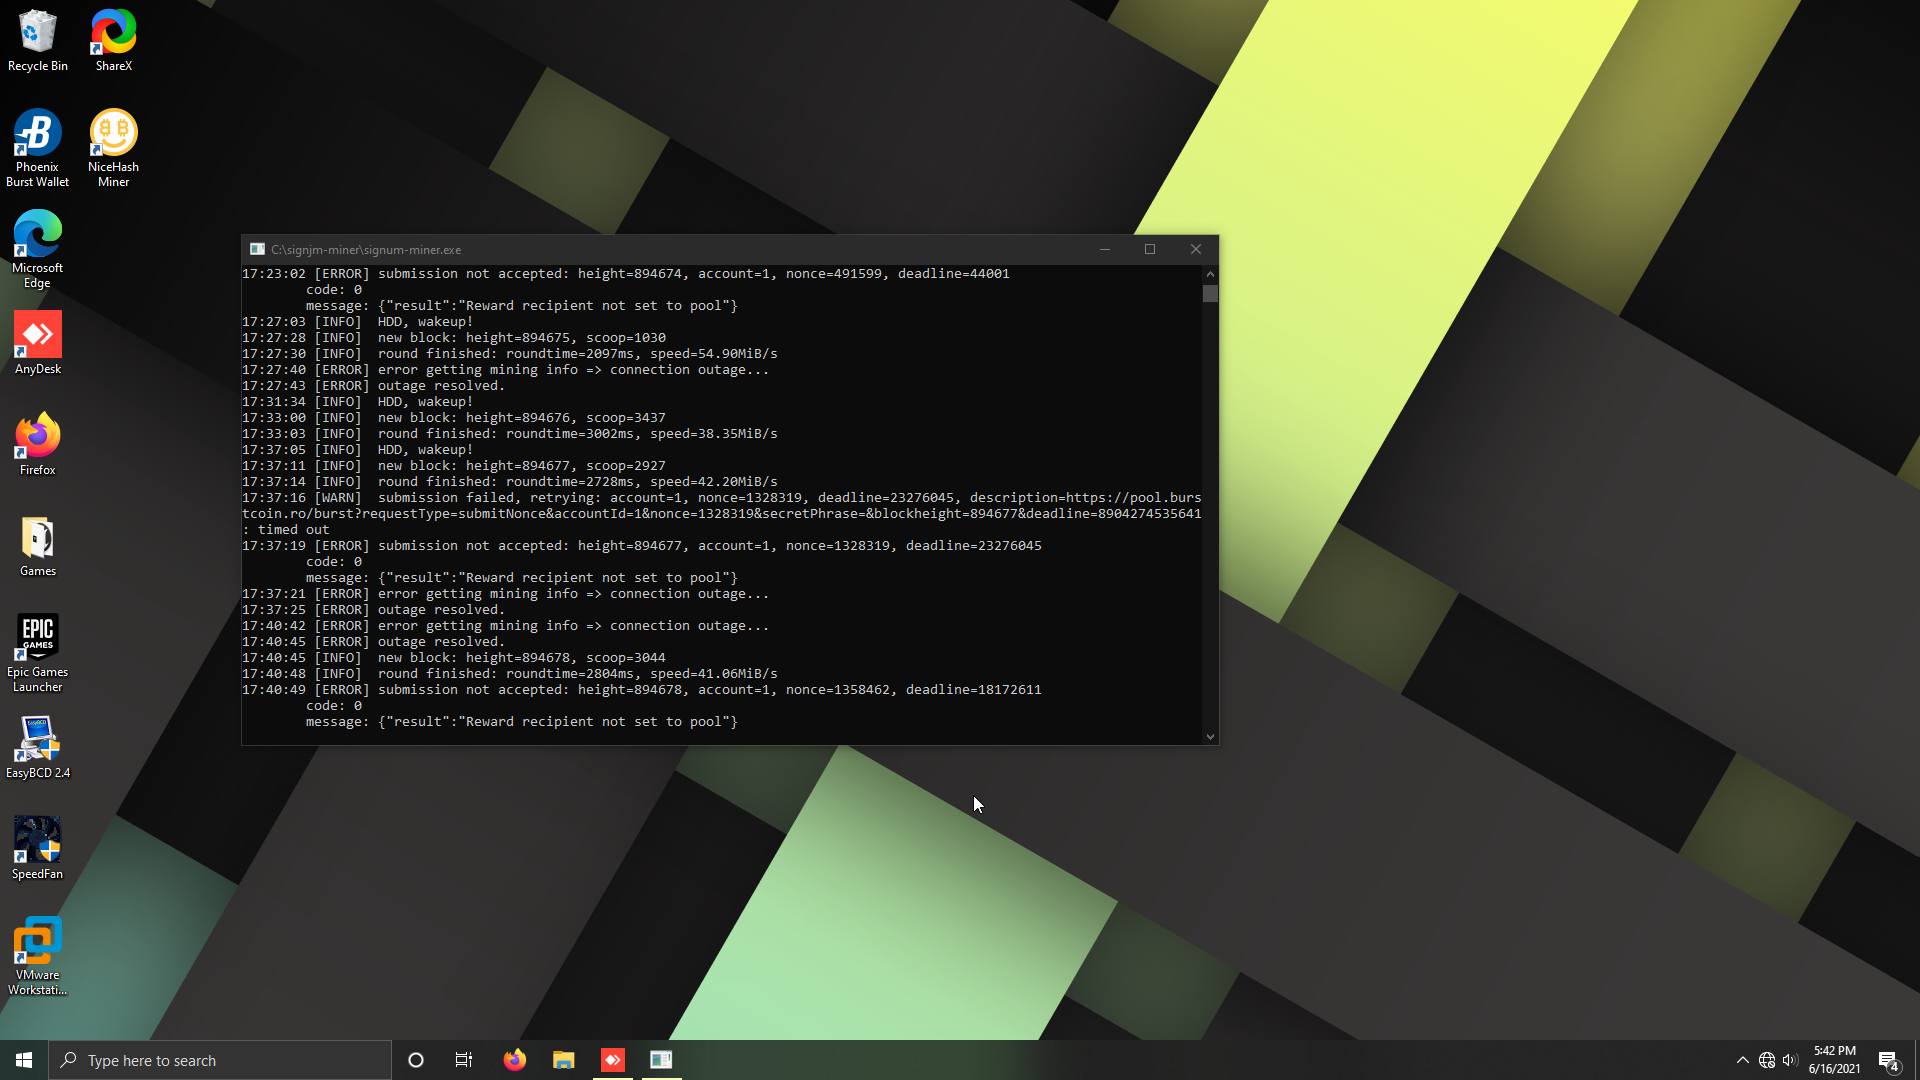 Recycle Bin
ShareX
Phoenix
Burst Wallet
NiceHash
Miner
Microsoft
Edge
AnyDesk
Firefox
Games
EPIC
GAMES
Epic Games
Launcher
EasyBCD 2.4
SpeedFan
VMware
Workstati...
C:\signjm-miner\signum-miner.exe
17:23:02 [ERROR] submission not accepted: height=894674, account=1, nonce=491599, deadline=44001
code: 0
message: {"result":"Reward recipient not set to pool"}
17:27:03 [INFO]  HDD, wakeup!
17:27:28 [INFO]  new block: height=894675, scoop=1030
17:27:30 [INFO]  round finished: roundtime=2097ms, speed=54.90MiB/s
17:27:40 [ERROR] error getting mining info => connection outage...
17:27:43 [ERROR] outage resolved.
17:31:34 [INFO]  HDD, wakeup!
17:33:00 [INFO]  new block: height=894676, scoop=3437
17:33:03 [INFO]  round finished: roundtime=3002ms, speed=38.35MiB/s
17:37:05 [INFO]  HDD, wakeup!
17:37:11 [INFO]  new block: height=894677, scoop=2927
17:37:14 [INFO]  round finished: roundtime=2728ms, speed=42.20MiB/s
17:37:16 [WARN]  submission failed, retrying: account=1, nonce=1328319, deadline=23276045, description=https://pool.burs
tcoin.ro/burst?requestType=submitNonce&accountId=1&nonce=1328319&secretPhrase=&blockheight=894677&deadline=8904274535641
: timed out
17:37:19 [ERROR] submission not accepted: height=894677, account=1, nonce=1328319, deadline=23276045
code: 0
message: {"result":"Reward recipient not set to pool"}
17:37:21 [ERROR] error getting mining info => connection outage...
17:37:25 [ERROR] outage resolved.
17:40:42 [ERROR] error getting mining info => connection outage...
17:40:45 [ERROR] outage resolved.
17:40:45 [INFO]  new block: height=894678, scoop=3044
17:40:48 [INFO]  round finished: roundtime=2804ms, speed=41.06MiB/s
17:40:49 [ERROR] submission not accepted: height=894678, account=1, nonce=1358462, deadline=18172611
code: 0
message: {"result":"Reward recipient not set to pool"}
Type here to search
5:42 PM
6/16/2021
4